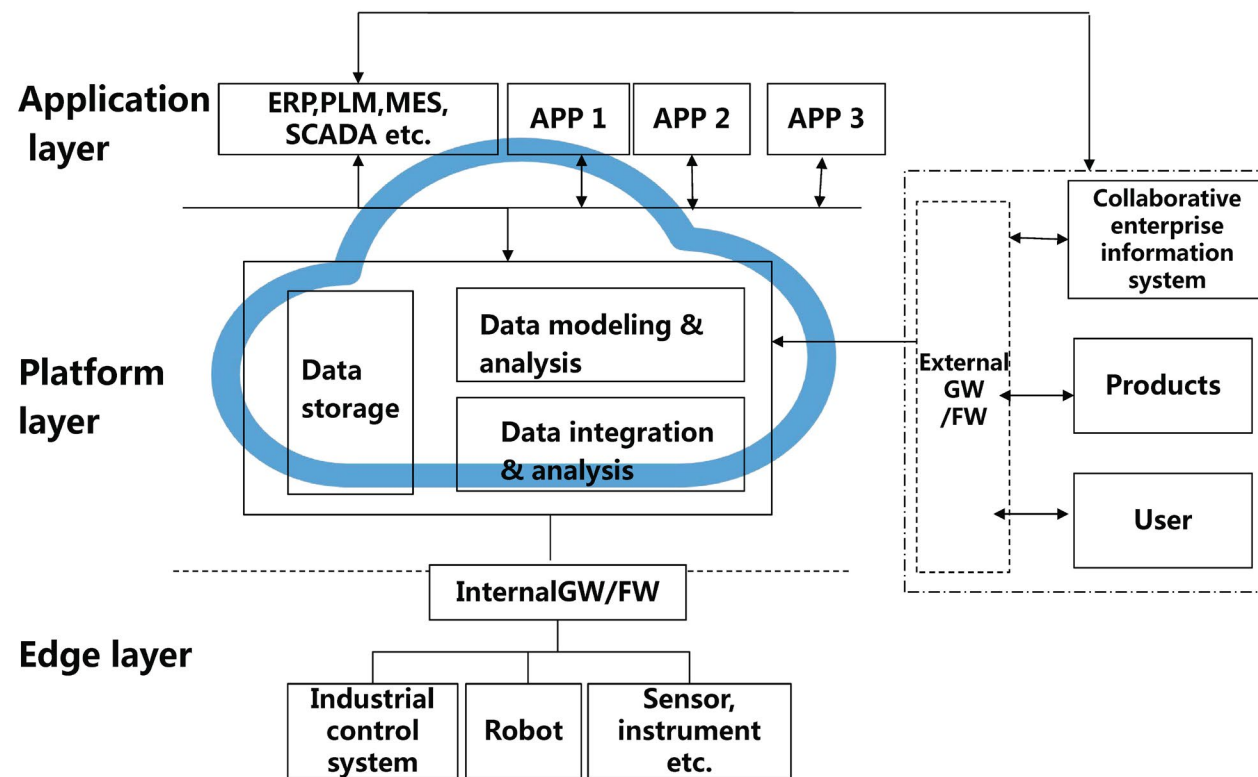 Application
layer
ERP,PLM,MES,
SCADA etc.
APP 1
APP 2
APP 3
Collaborative
enterprise
information
system
Platform
layer
Data
storage
Data modeling &
analysis
Data integration
& analysis
External
GW
/FW
Products
User
InternalGW/FW
Edge layer
Industrial
control
system
Robot
Sensor,
instrument
etc.